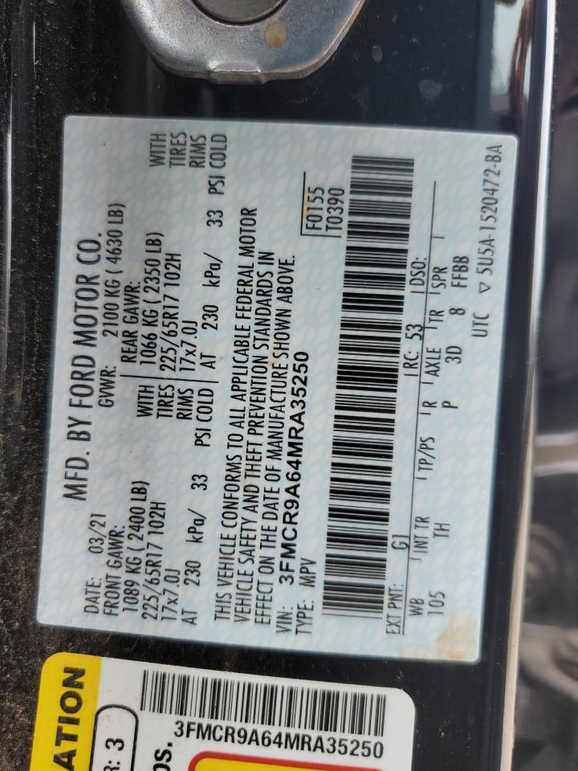 MFD. BY FORD MOTOR CO.
DATE: 03/21 GVWR: 2100 KG ( 4630 LB)
FRONT GAWR: REAR GAWR:
1089 KG ( 2400 LB) WITH 1066 KG ( 2350 LB) WITH
225/65R17 102H TIRES 225/65R17 102H TIRES
17x7.0J RIMS 17x7.0J RIMS
AT 230 kPa/ 33 PSI COLD AT 230 kPa/ 33 PSI COLD
THIS VEHICLE CONFORMS TO ALL APPLICABLE FEDERAL MOTOR
VEHICLE SAFETY AND THEFT PREVENTION STANDARDS IN
EFFECT ON THE DATE OF MANUFACTURE SHOWN ABOVE.
VIN: 3FMCR9A64MRA35250 F0155
TYPE: MPV T0390
EXT PNT: G1 RC: 53 DSO:
WB INT TR TP/PS R AXLE TR SPR
105 TH P 3D 8 FFBB
UTC ▽ 5U5A-1520472-BA
ATION
R: 3
OS.
3FMCR9A64MRA35250